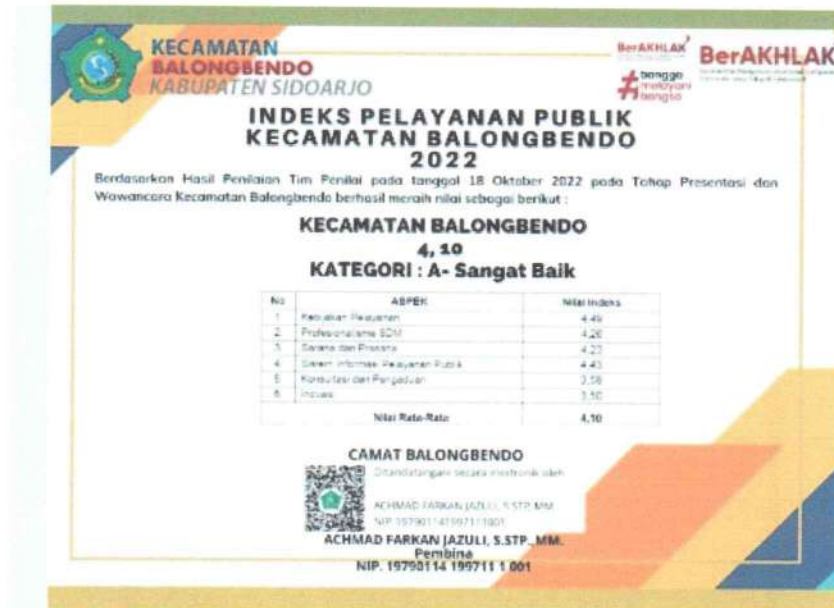 KECAMATAN
BALONGBENDO
KABUPATEN SIDOARJO
BerAKHLAK
# bangga
melayani
bangsa
BerAKHLAK
INDEKS PELAYANAN PUBLIK
KECAMATAN BALONGBENDO
2022
Berdasarkan Hasil Penilaian Tim Penilai pada tanggal 18 Oktober 2022 pada Tahap Presentasi dan
Wawancara Kecamatan Balongbendo berhasil meraih nilai sebagai berikut :
KECAMATAN BALONGBENDO
4, 10
KATEGORI : A- Sangat Baik
No ASPEK Nilai Indeks
1 Kebijakan Pelayanan 4,49
2 Profesionalisme SDM 4,26
3 Sarana dan Prasana 4,23
4 Sistem Informasi Pelayanan Publik 4,43
5 Konsultasi dan Pengaduan
6 Inovasi 3,50
Nilai Rata-Rata 4,10
CAMAT BALONGBENDO
Ditandatangani secara elektronik oleh
ACHMAD FARKAN JAZULI, S.STP, MM.
NIP. 197901141997111001
ACHMAD FARKAN JAZULI, S.STP., MM.
Pembina
NIP. 19790114 199711 1 001